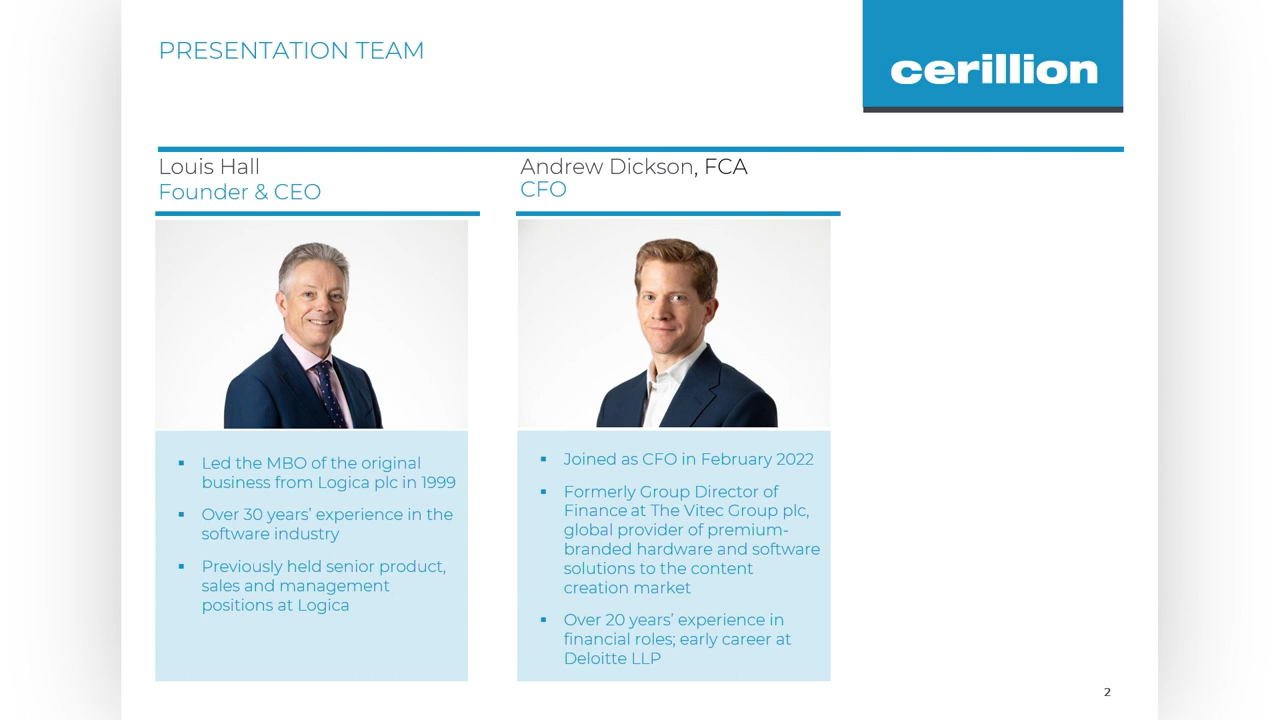 PRESENTATION TEAM
cerillion
Louis Hall
Founder & CEO
Andrew Dickson, FCA
CFO
▪ Led the MBO of the original
business from Logica plc in 1999
▪ Over 30 years’ experience in the
software industry
▪ Previously held senior product,
sales and management
positions at Logica
▪ Joined as CFO in February 2022
▪ Formerly Group Director of
Finance at The Vitec Group plc,
global provider of premium-
branded hardware and software
solutions to the content
creation market
▪ Over 20 years’ experience in
financial roles; early career at
Deloitte LLP
2